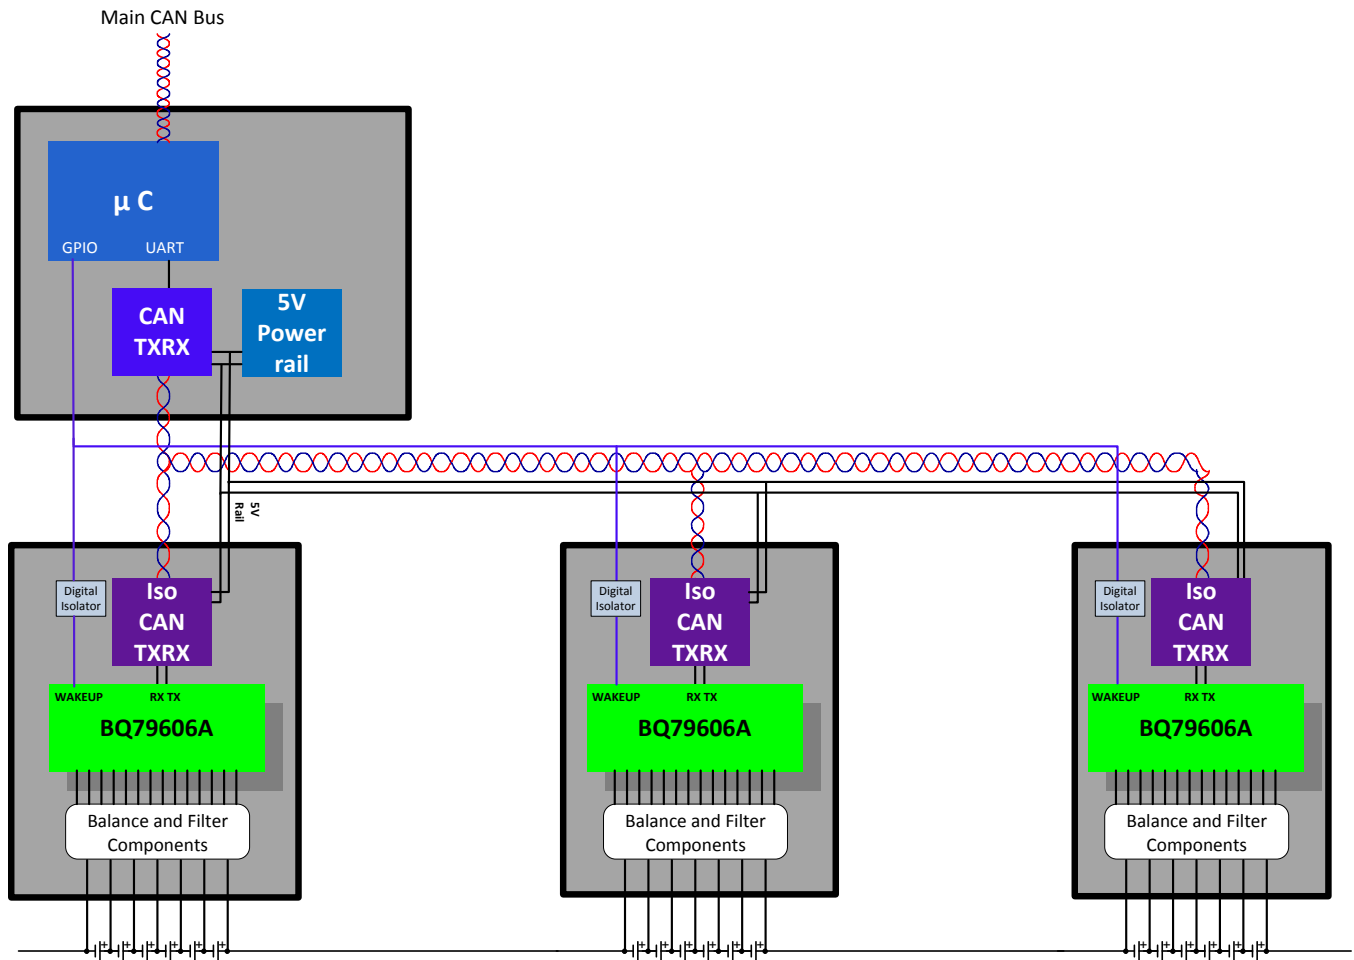 Main CAN Bus
µ C
GPIO UART
CAN
TXRX
5V
Power
rail
5V
Rail
Digital
Isolator
Iso
CAN
TXRX
WAKEUP RX TX
BQ79606A
Balance and Filter
Components
Digital
Isolator
Iso
CAN
TXRX
WAKEUP RX TX
BQ79606A
Balance and Filter
Components
Digital
Isolator
Iso
CAN
TXRX
WAKEUP RX TX
BQ79606A
Balance and Filter
Components
+ + + + + +
+ + + + + +
+ + + + + +